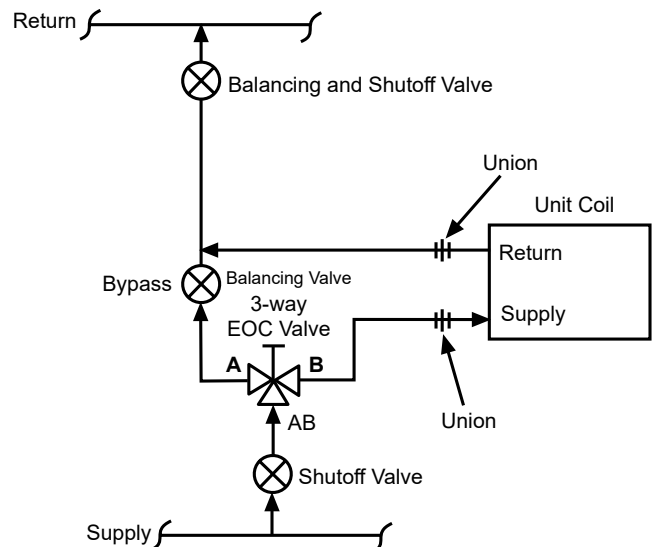 Return
Balancing and Shutoff Valve
Union
Unit Coil
Return
Bypass
Balancing Valve
3-way
EOC Valve
Supply
A
B
AB
Union
Shutoff Valve
Supply